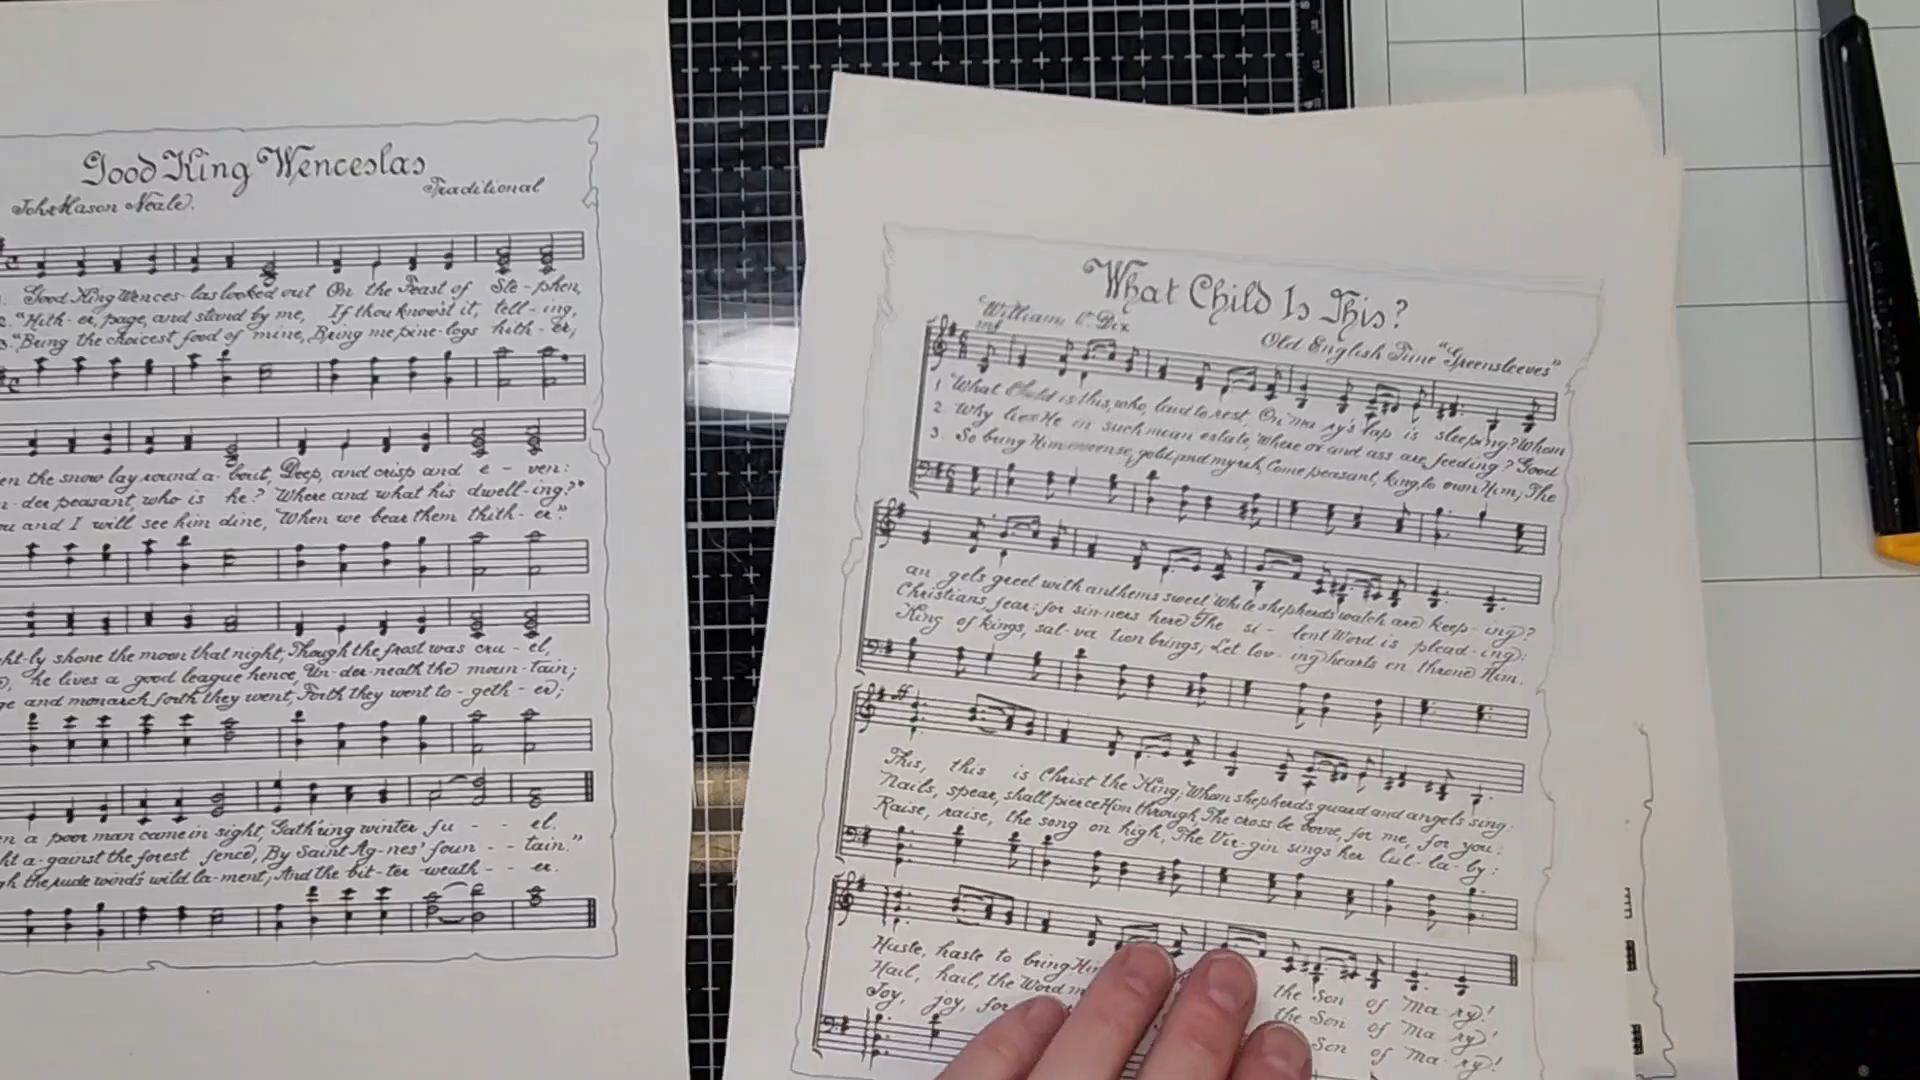 Good King Wenceslas
Traditional
John Mason Neale.
Good King Wences-las looked out On the Feast of Ste-phen,
2. "Hith-er, page, and stand by me, If thou know'st it, tell-ing,
3. "Bring the choicest food of mine, Bring me pine-logs hith-er;
en the snow lay round a-bout, Deep, and crisp and e - ven:
n-der peasant, who is he? Where and what his dwell-ing?"
ou and I will see him dine, When we bear them thith-er."
ht-ly shone the moon that night, Though the frost was cru-el,
he lives a good league hence, Un-der-neath the moun-tain;
ge and monarch forth they went, Forth they went to-geth-er;
en a poor man came in sight, Gath'ring winter fu - - el.
ht a-gainst the forest fence, By Saint Ag-nes' foun - - tain."
gh the rude wind's wild la-ment, And the bit-ter weath - - er.
What Child Is This?
William C. Dix
Old English Tune "Greensleeves"
mf
1. What Child is this, who, laid to rest, On ma ry's lap is sleeping? Whom
2. Why lies He in such mean estate, Where ox and ass are feeding? Good
3. So bring Him incense, gold, and myrrh, Come peasant, king, to own Him; The
an gels greet with anthems sweet, While shepherds watch are keep-ing?
Christians, fear: for sin-ners here The si - lent Word is plead-ing:
King of kings, sal-va tion brings, Let lov-ing hearts en throne Him.
ff
This, this is Christ the King, Whom shepherds guard and angels sing:
Nails, spear, shall pierce Him through, The cross be borne, for me, for you:
Raise, raise, the song on high, The Vir-gin sings her lul-la-by:
Haste, haste to bring Hi the Son of Ma ry!
Hail, hail, the Word m the Son of Ma ry!
Joy, joy, for Son of Ma ry!